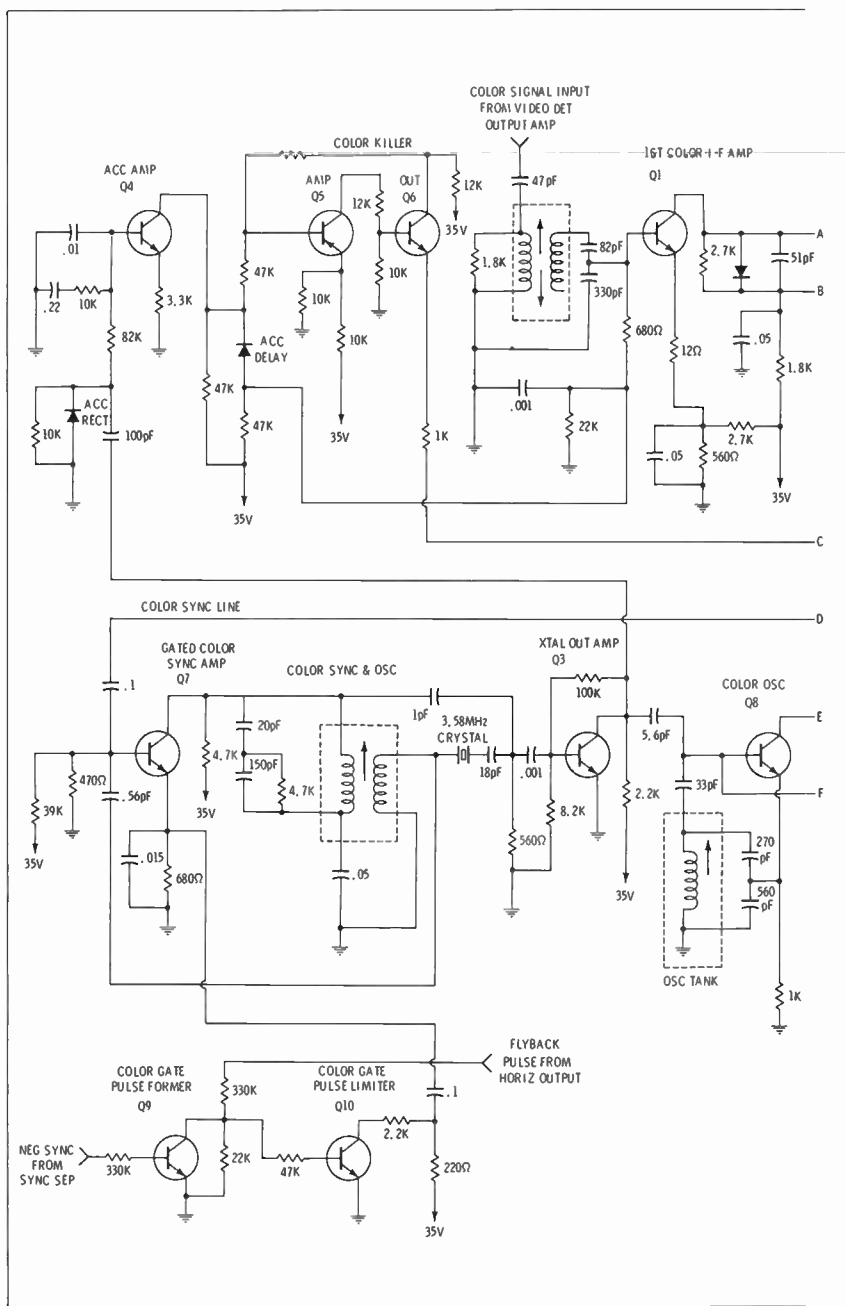 COLOR SIGNAL INPUT
FROM VIDEO DET
OUTPUT AMP
COLOR KILLER
1ST COLOR-I-F AMP
Q1
ACC AMP
Q4
AMP
Q5
OUT
Q6
12K
12K
35V
47pF
.01
.22
10K
3.3K
82K
47K
10K
10K
10K
1.8K
82pF
330pF
680Ω
2.7K
51pF
A
B
.05
12Ω
1.8K
ACC
DELAY
ACC
RECT
10K
100pF
47K
47K
35V
35V
1K
.001
22K
2.7K
.05
560Ω
35V
C
COLOR SYNC LINE
D
GATED COLOR
SYNC AMP
Q7
COLOR SYNC & OSC
XTAL OUT AMP
Q3
100K
COLOR OSC
Q8
E
F
.1
20pF
150pF
4.7K
4.7K
35V
1pF
3.58MHz
CRYSTAL
18pF
.001
5.6pF
33pF
39K
470Ω
.56pF
35V
.015
680Ω
.05
560Ω
8.2K
2.2K
35V
270
pF
560
pF
OSC TANK
1K
FLYBACK
PULSE FROM
HORIZ OUTPUT
COLOR GATE
PULSE FORMER
Q9
COLOR GATE
PULSE LIMITER
Q10
330K
.1
2.2K
NEG SYNC
FROM
SYNC SEP
330K
22K
47K
220Ω
35V